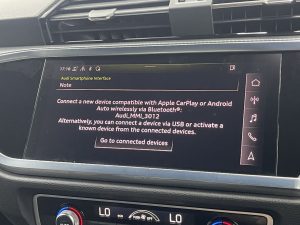 17:16
Audi Smartphone Interface
Note
Connect a new device compatible with Apple CarPlay or Android
Auto wirelessly via Bluetooth®:
Audi_MMI_3012
Alternatively, you can connect a device via USB or activate a
known device from the connected devices.
Go to connected devices
LO
LO